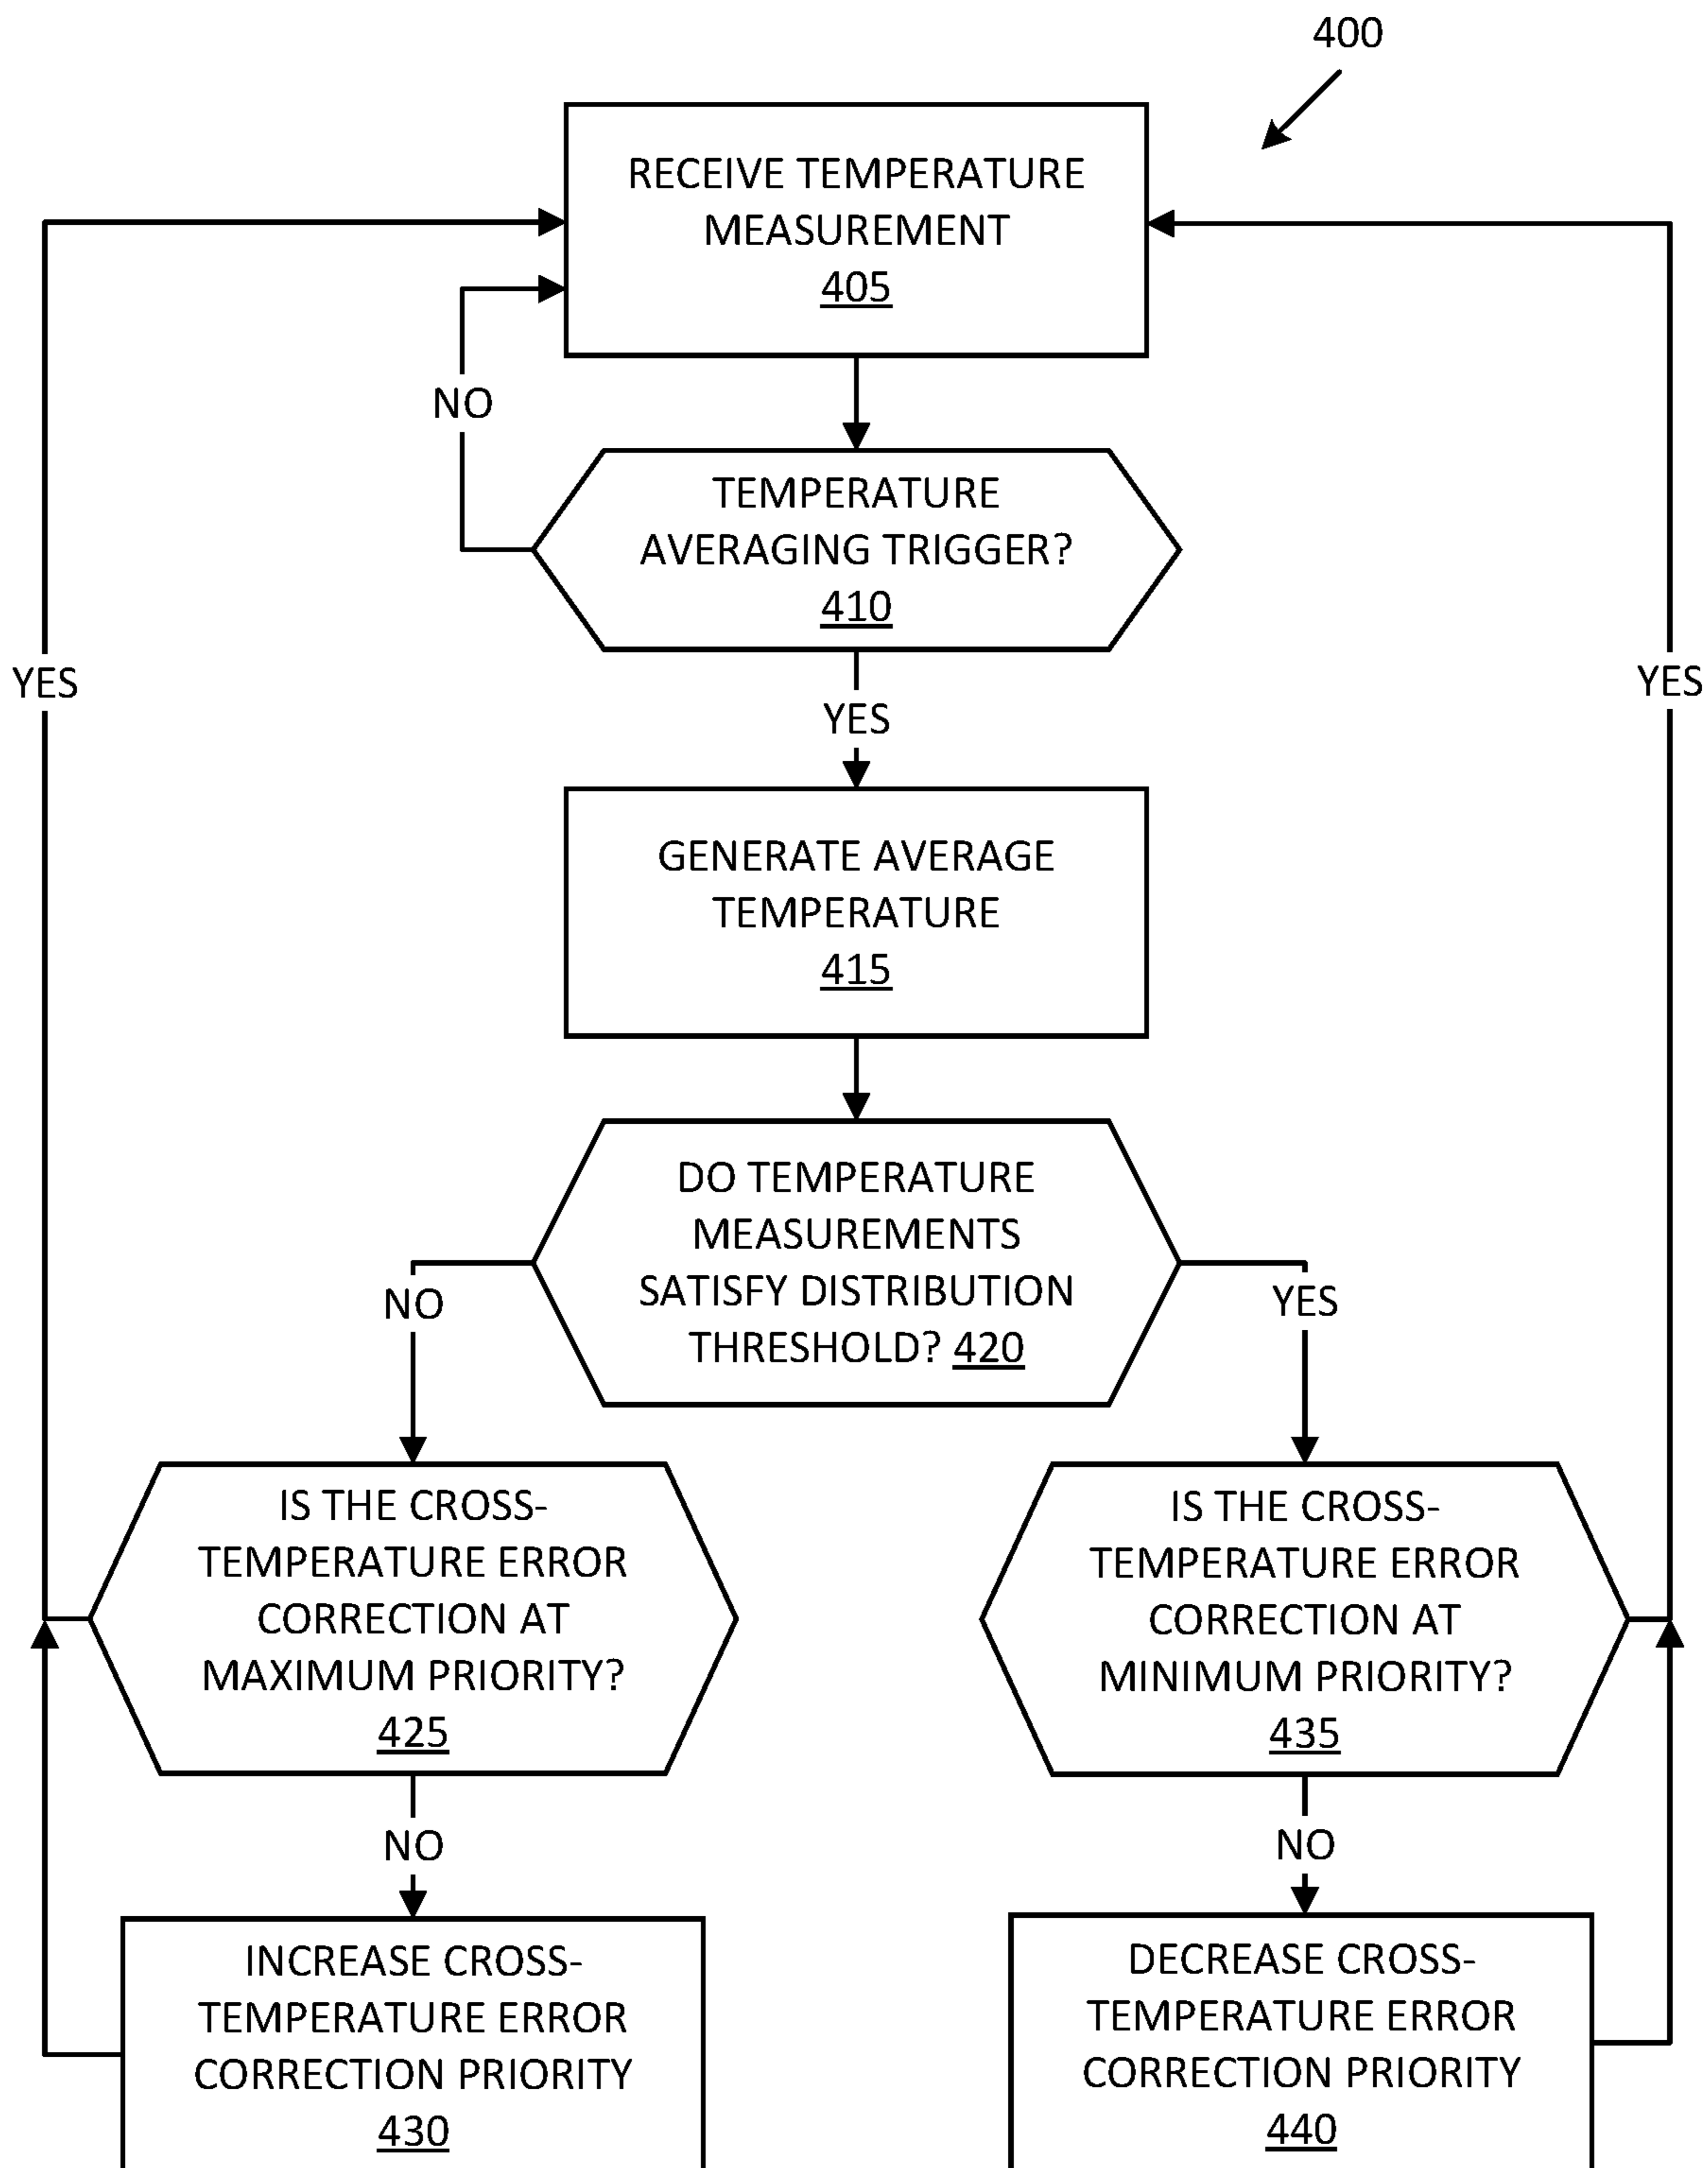 400
RECEIVE TEMPERATURE
MEASUREMENT
405
NO
TEMPERATURE
AVERAGING TRIGGER?
410
YES
YES
YES
GENERATE AVERAGE
TEMPERATURE
415
DO TEMPERATURE
MEASUREMENTS
SATISFY DISTRIBUTION
THRESHOLD? 420
NO
YES
IS THE CROSS-
TEMPERATURE ERROR
CORRECTION AT
MAXIMUM PRIORITY?
425
IS THE CROSS-
TEMPERATURE ERROR
CORRECTION AT
MINIMUM PRIORITY?
435
NO
NO
INCREASE CROSS-
TEMPERATURE ERROR
CORRECTION PRIORITY
430
DECREASE CROSS-
TEMPERATURE ERROR
CORRECTION PRIORITY
440